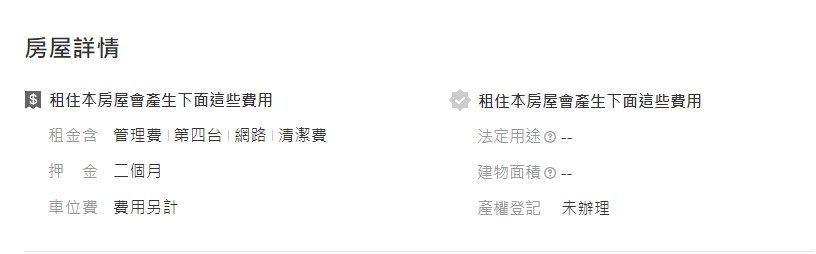 房屋詳情
租住本房屋會產生下面這些費用
租金含 管理費 | 第四台 | 網路 | 清潔費
押 金 二個月
車位費 費用另計
租住本房屋會產生下面這些費用
法定用途 --
建物面積 --
產權登記 未辦理